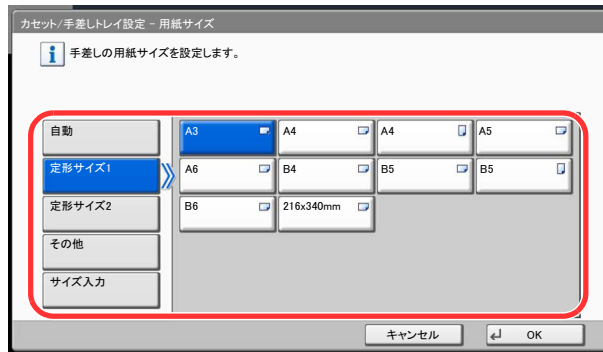 カセット/手差しトレイ設定 - 用紙サイズ
手差しの用紙サイズを設定します。
自動
定形サイズ1
定形サイズ2
その他
サイズ入力
A3 A4 A4 A5
A6 B4 B5 B5
B6 216x340mm
キャンセル OK